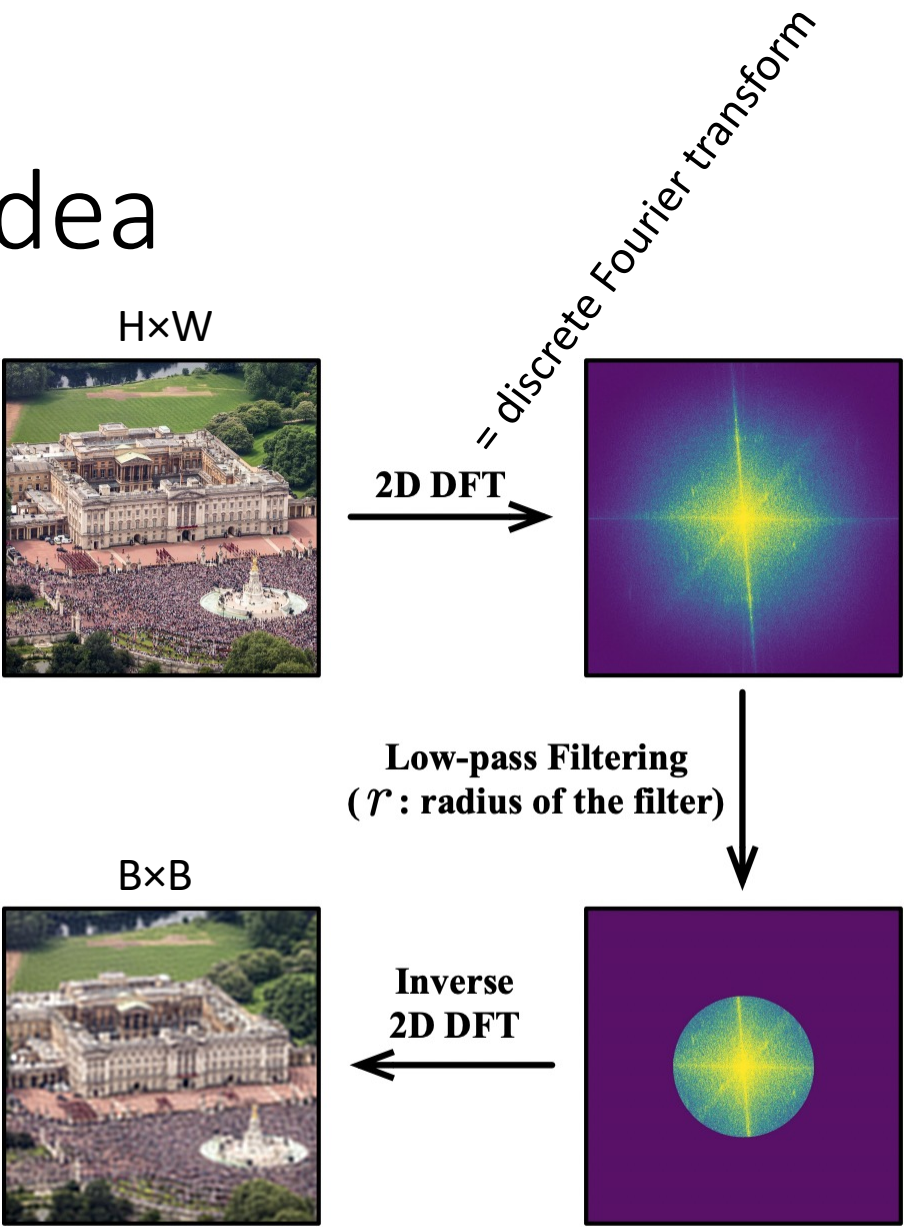 dea
= discrete Fourier transform
H×W
2D DFT
Low-pass Filtering
( r : radius of the filter)
B×B
Inverse
2D DFT